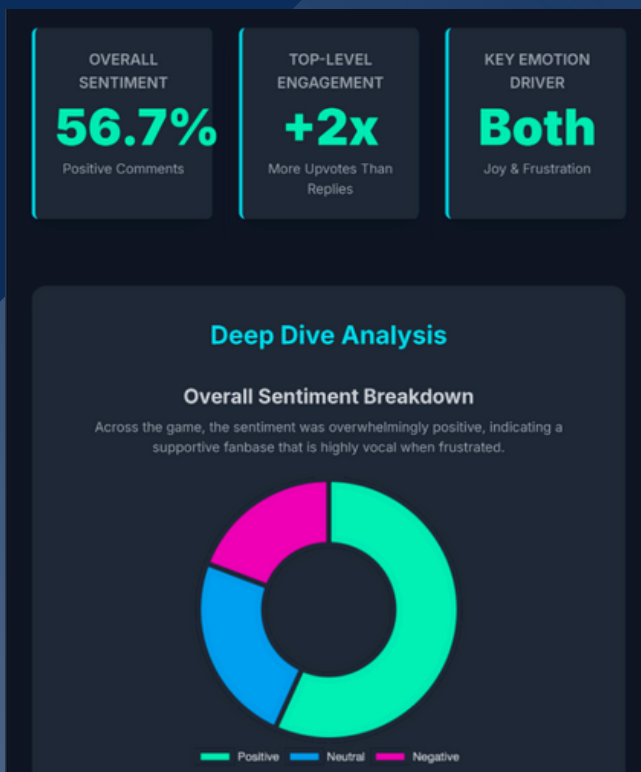 OVERALL
SENTIMENT
56.7%
Positive Comments
TOP-LEVEL
ENGAGEMENT
+2x
More Upvotes Than
Replies
KEY EMOTION
DRIVER
Both
Joy & Frustration
Deep Dive Analysis
Overall Sentiment Breakdown
Across the game, the sentiment was overwhelmingly positive, indicating a
supportive fanbase that is highly vocal when frustrated.
Positive Neutral Negative